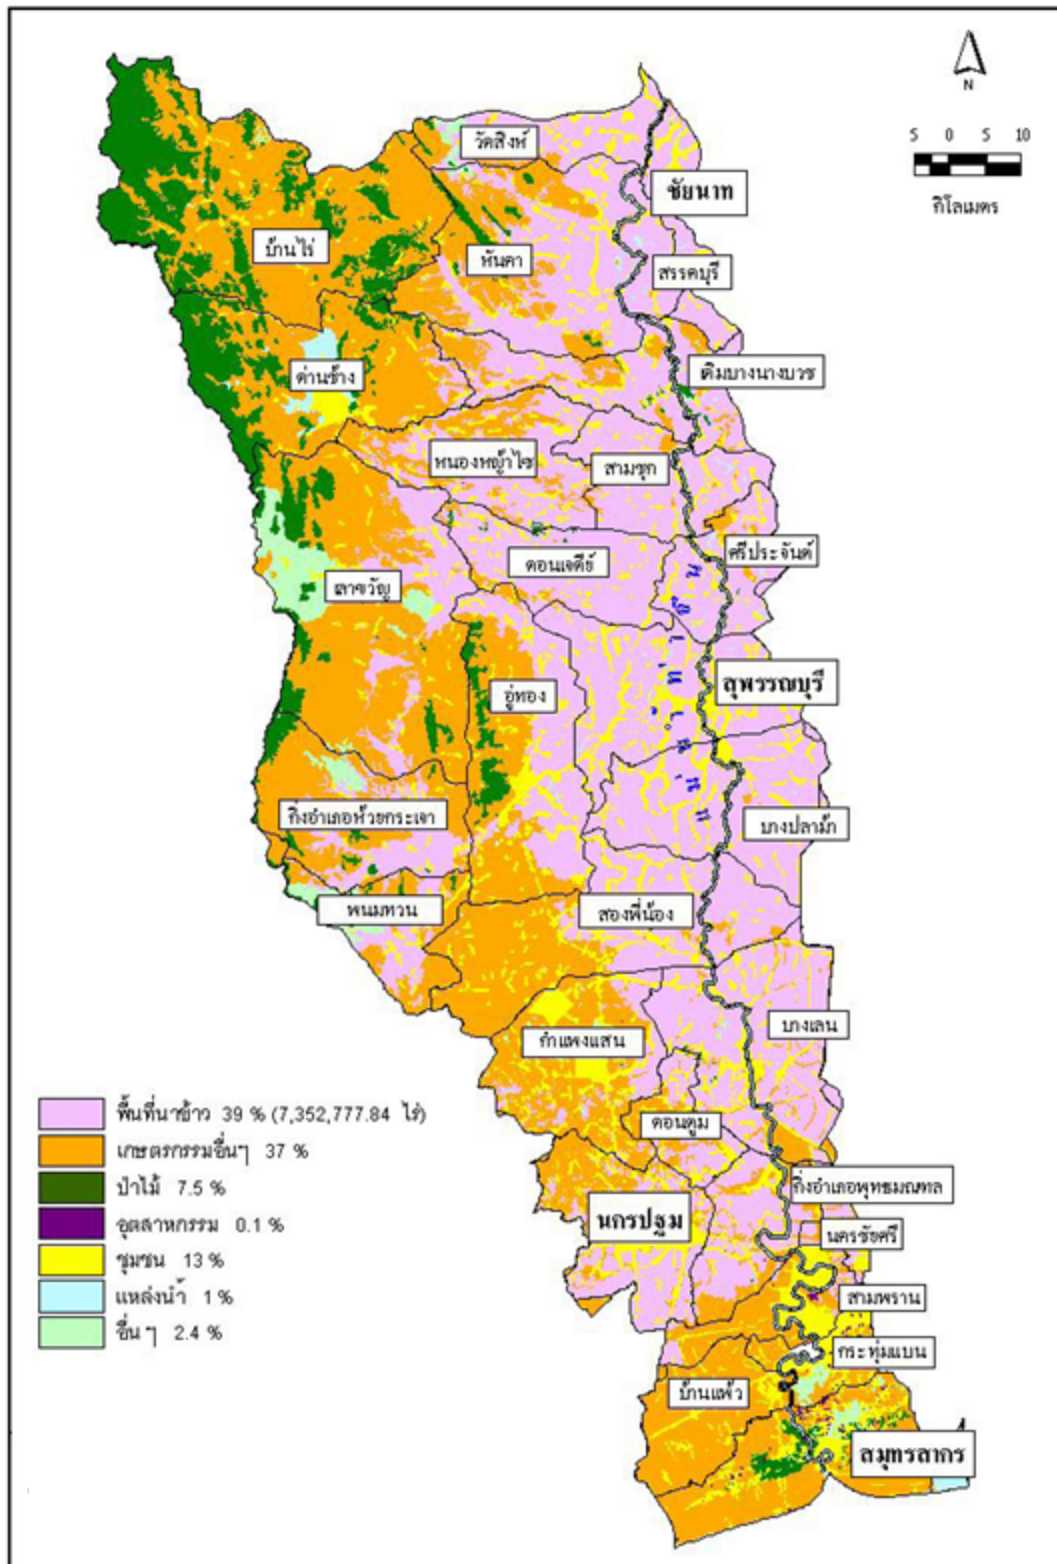 N
5 0 5 10
กิโลเมตร
วัดสิงห์
ชัยนาท
บ้านไร่
หันคา
สรรคบุรี
ด่านช้าง
เดิมบางนางบวช
หนองหญ้าไซ
สามชุก
ดอนเจดีย์
ศรีประจันต์
เลาขวัญ
อู่ทอง
สุพรรณบุรี
กิ่งอำเภอห้วยกระเจา
บางปลาม้า
พนมทวน
สองพี่น้อง
กำแพงแสน
บางเลน
ดอนตูม
กิ่งอำเภอพุทธมณฑล
นครปฐม
นครชัยศรี
สามพราน
กระทุ่มแบน
บ้านแพ้ว
สมุทรสาคร
พื้นที่นาข้าว 39 % (7,352,777.84 ไร่)
เกษตรกรรมอื่นๆ 37 %
ป่าไม้ 7.5 %
อุตสาหกรรม 0.1 %
ชุมชน 13 %
แหล่งน้ำ 1 %
อื่น ๆ 2.4 %